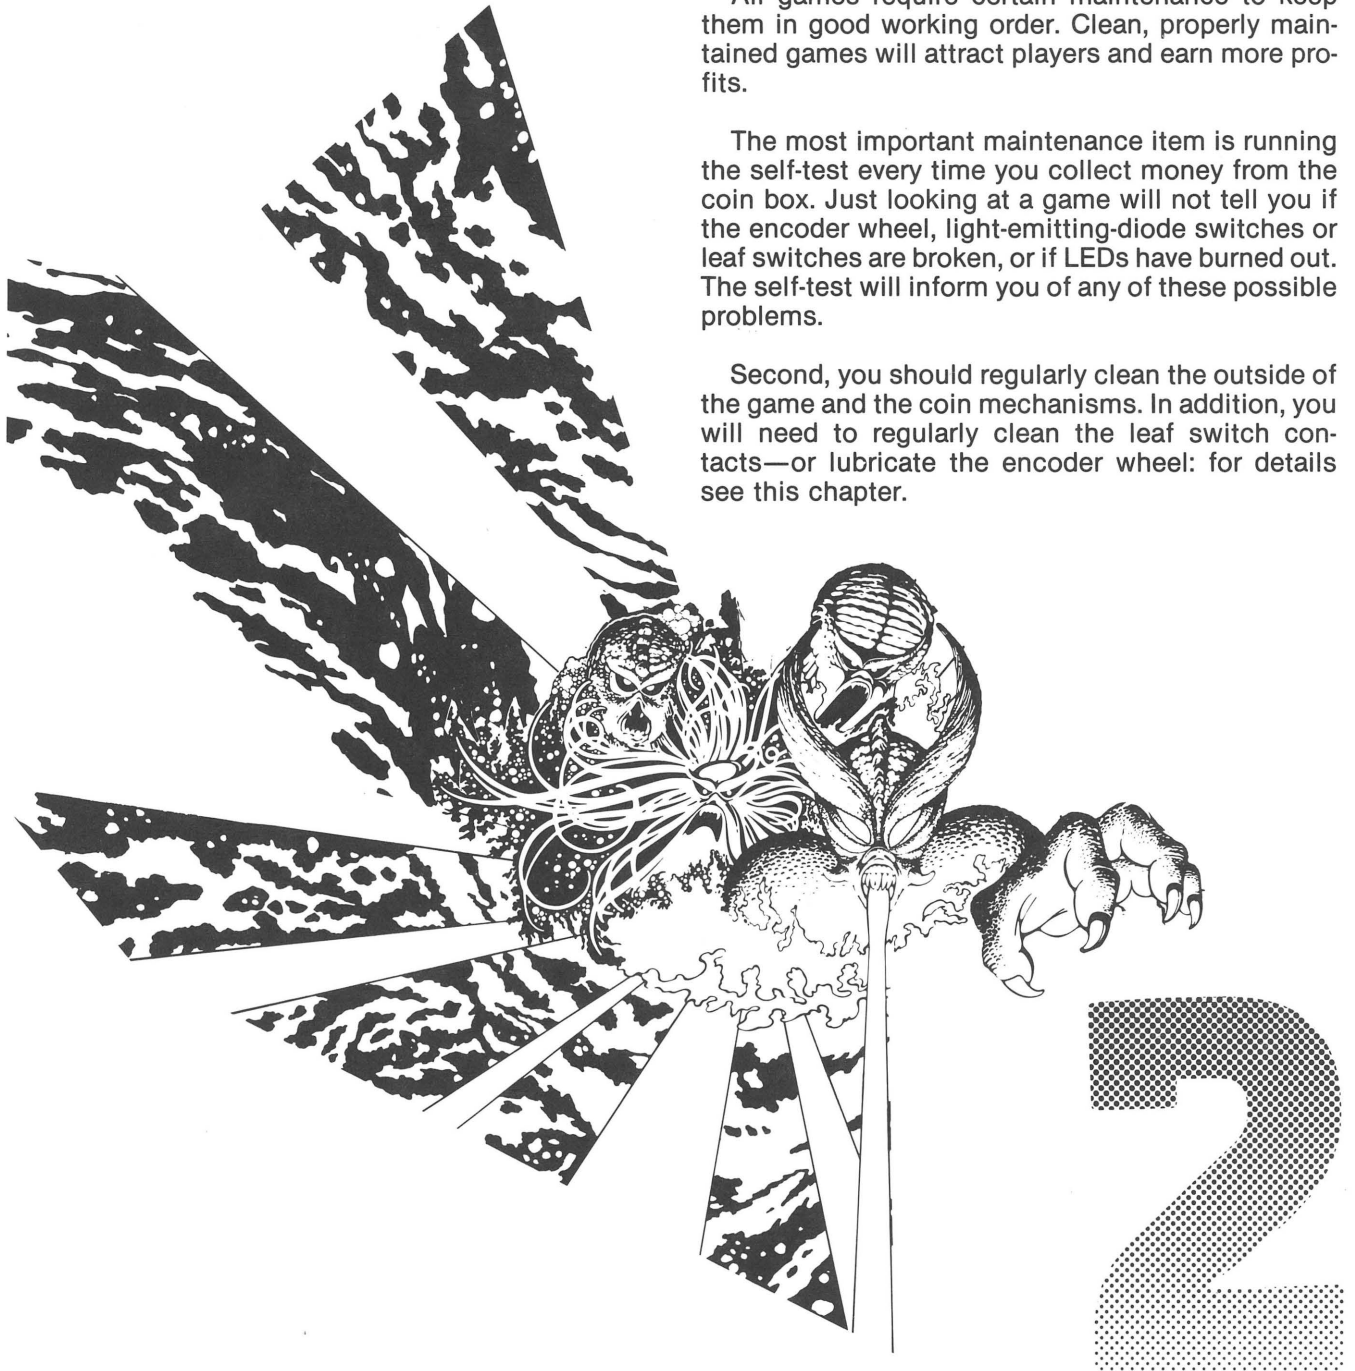 All games require certain maintenance to keep
them in good working order. Clean, properly main-
tained games will attract players and earn more pro-
fits.
The most important maintenance item is running
the self-test every time you collect money from the
coin box. Just looking at a game will not tell you if
the encoder wheel, light-emitting-diode switches or
leaf switches are broken, or if LEDs have burned out.
The self-test will inform you of any of these possible
problems.
Second, you should regularly clean the outside of
the game and the coin mechanisms. In addition, you
will need to regularly clean the leaf switch con-
tacts—or lubricate the encoder wheel: for details
see this chapter.
2